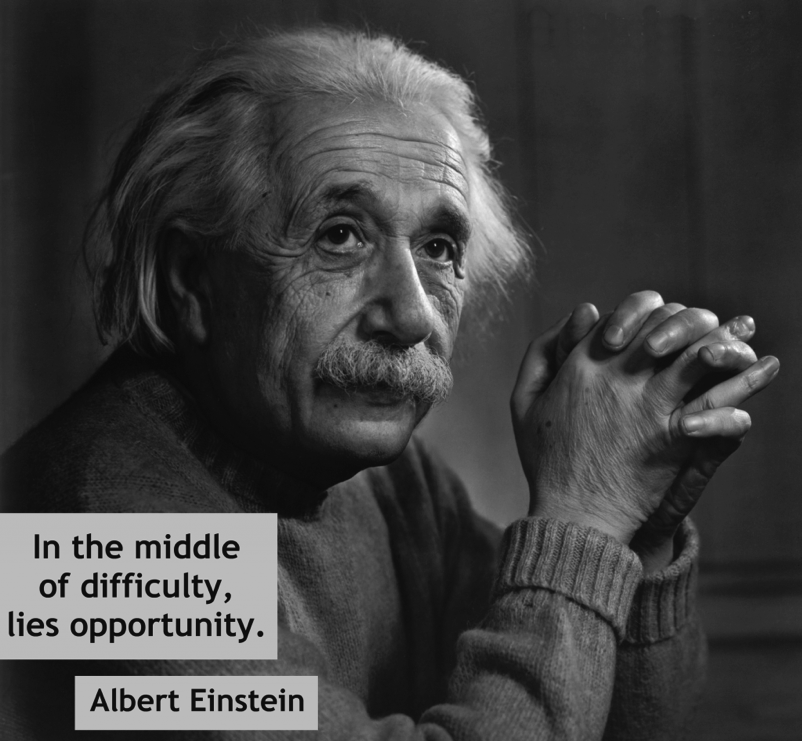 In the middle
of difficulty,
lies opportunity.
Albert Einstein